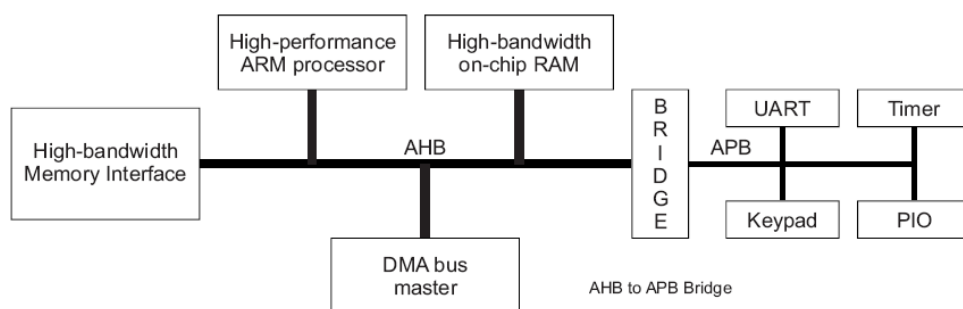 High-performance
ARM processor
High-bandwidth
on-chip RAM
High-bandwidth
Memory Interface
AHB
B
R
I
D
G
E
APB
UART
Timer
Keypad
PIO
DMA bus
master
AHB to APB Bridge